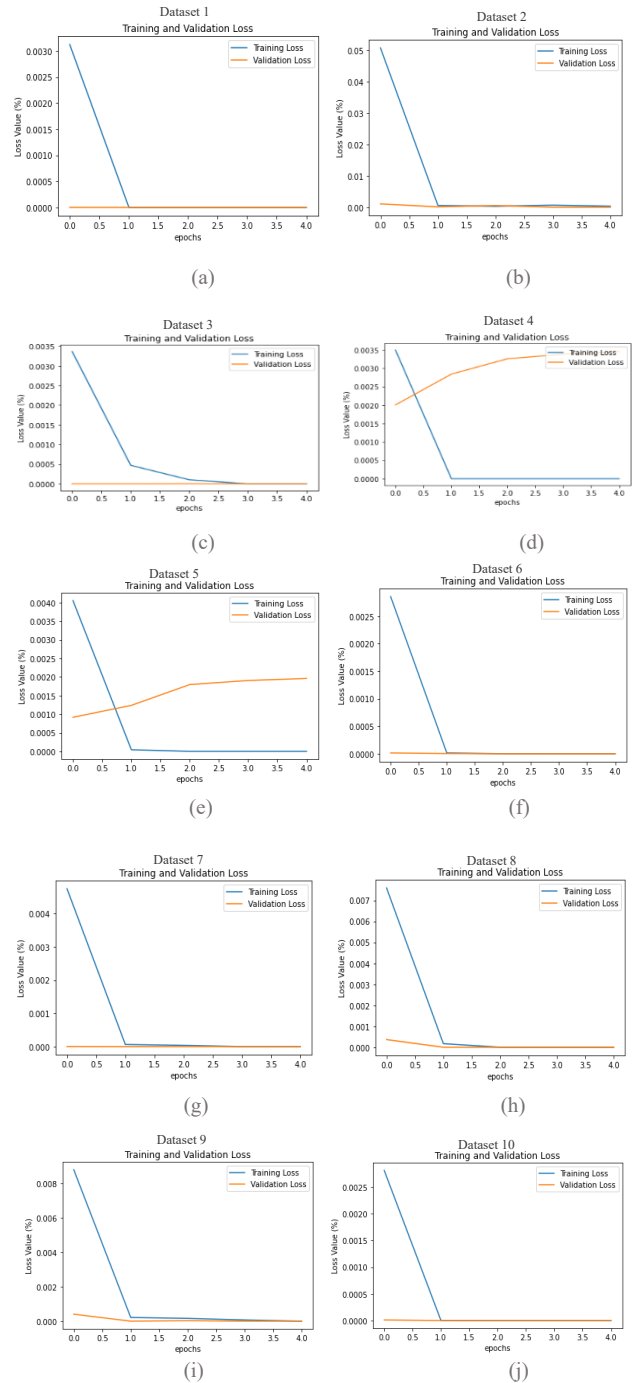 Dataset 1
Training and Validation Loss
Training Loss
Validation Loss
Loss Value (%)
0.0030
0.0025
0.0020
0.0015
0.0010
0.0005
0.0000
0.0 0.5 1.0 1.5 2.0 2.5 3.0 3.5 4.0
epochs
(a)
Dataset 2
Training and Validation Loss
Training Loss
Validation Loss
Loss Value (%)
0.05
0.04
0.03
0.02
0.01
0.00
0.0 0.5 1.0 1.5 2.0 2.5 3.0 3.5 4.0
epochs
(b)
Dataset 3
Training and Validation Loss
Training Loss
Validation Loss
Loss Value (%)
0.0035
0.0030
0.0025
0.0020
0.0015
0.0010
0.0005
0.0000
0.0 0.5 1.0 1.5 2.0 2.5 3.0 3.5 4.0
epochs
(c)
Dataset 4
Training and Validation Loss
Training Loss
Validation Loss
Loss Value (%)
0.0035
0.0030
0.0025
0.0020
0.0015
0.0010
0.0005
0.0000
0.0 0.5 1.0 1.5 2.0 2.5 3.0 3.5 4.0
epochs
(d)
Dataset 5
Training and Validation Loss
Training Loss
Validation Loss
Loss Value (%)
0.0040
0.0035
0.0030
0.0025
0.0020
0.0015
0.0010
0.0005
0.0000
0.0 0.5 1.0 1.5 2.0 2.5 3.0 3.5 4.0
epochs
(e)
Dataset 6
Training and Validation Loss
Training Loss
Validation Loss
Loss Value (%)
0.0025
0.0020
0.0015
0.0010
0.0005
0.0000
0.0 0.5 1.0 1.5 2.0 2.5 3.0 3.5 4.0
epochs
(f)
Dataset 7
Training and Validation Loss
Training Loss
Validation Loss
Loss Value (%)
0.004
0.003
0.002
0.001
0.000
0.0 0.5 1.0 1.5 2.0 2.5 3.0 3.5 4.0
epochs
(g)
Dataset 8
Training and Validation Loss
Training Loss
Validation Loss
Loss Value (%)
0.007
0.006
0.005
0.004
0.003
0.002
0.001
0.000
0.0 0.5 1.0 1.5 2.0 2.5 3.0 3.5 4.0
epochs
(h)
Dataset 9
Training and Validation Loss
Training Loss
Validation Loss
Loss Value (%)
0.008
0.006
0.004
0.002
0.000
0.0 0.5 1.0 1.5 2.0 2.5 3.0 3.5 4.0
epochs
(i)
Dataset 10
Training and Validation Loss
Training Loss
Validation Loss
Loss Value (%)
0.0025
0.0020
0.0015
0.0010
0.0005
0.0000
0.0 0.5 1.0 1.5 2.0 2.5 3.0 3.5 4.0
epochs
(j)